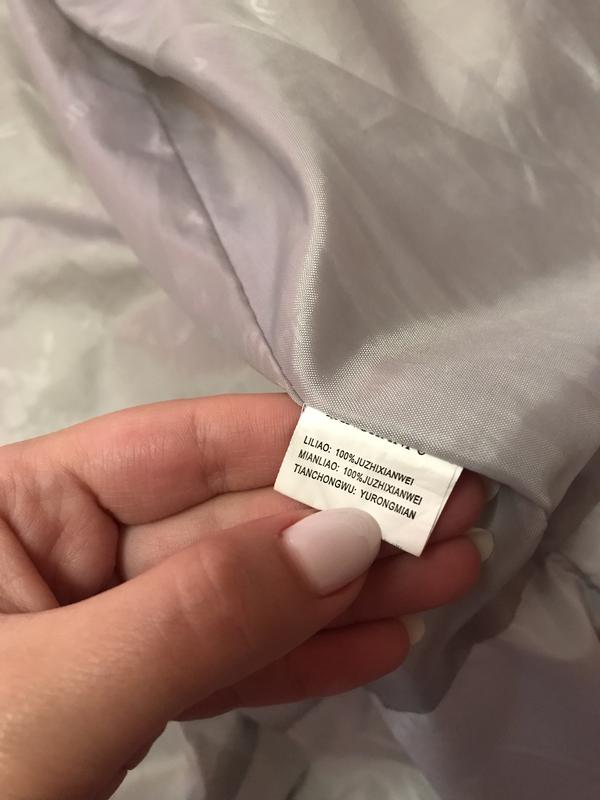 LILIAO: 100%JUZHIXIANWEI
MIANLIAO: 100%JUZHIXIANWEI
TIANCHONGWU: YURONGMIAN